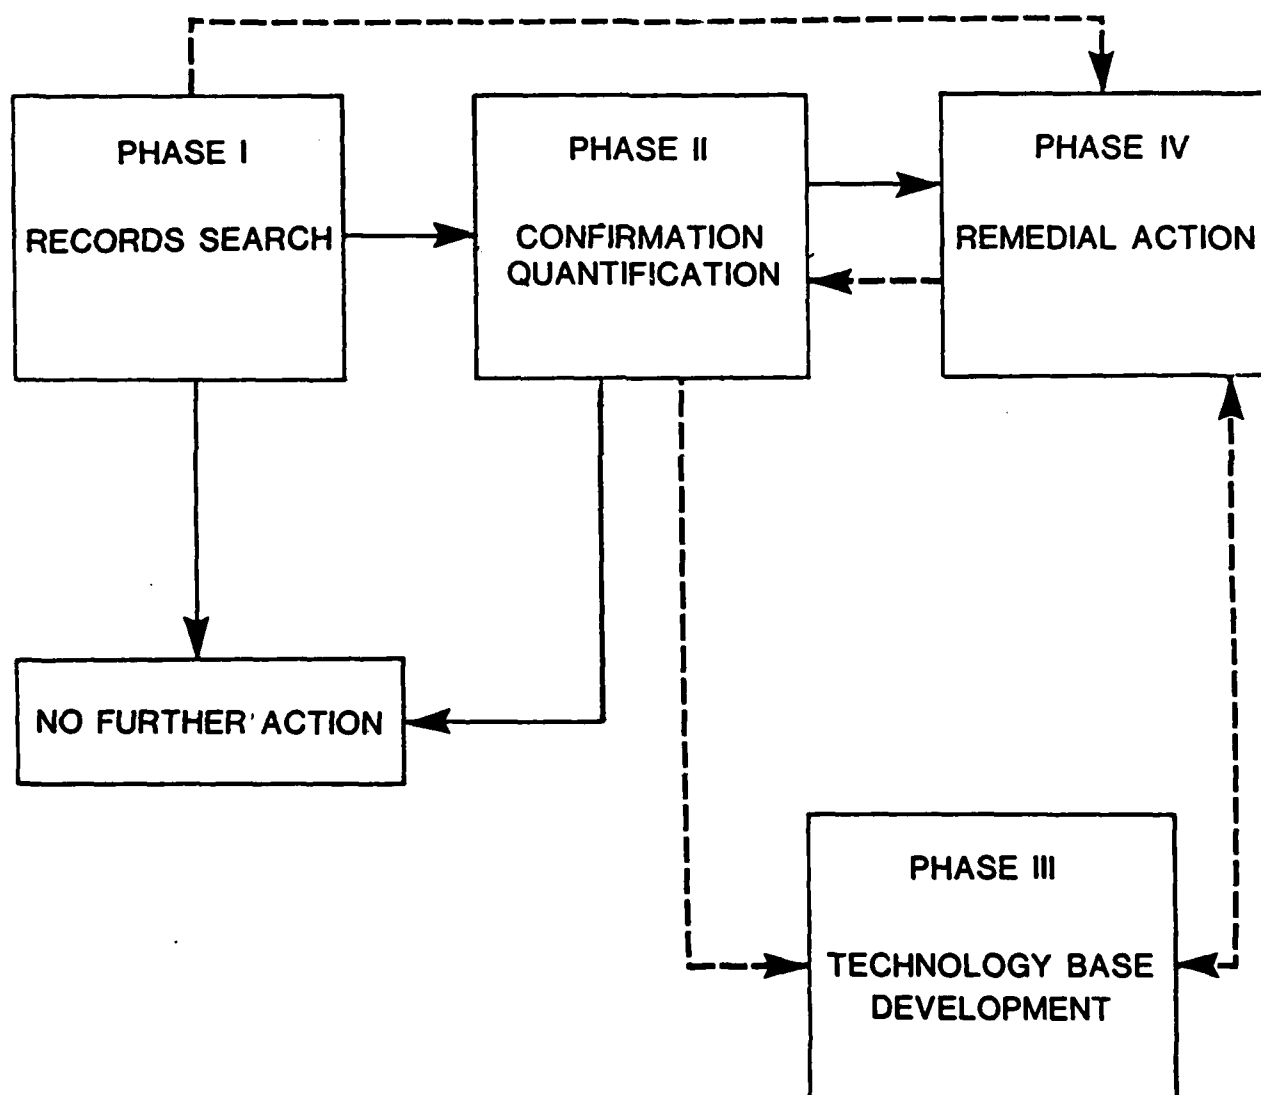 PHASE I
RECORDS SEARCH
PHASE II
CONFIRMATION
QUANTIFICATION
PHASE IV
REMEDIAL ACTION
NO FURTHER ACTION
PHASE III
TECHNOLOGY BASE
DEVELOPMENT